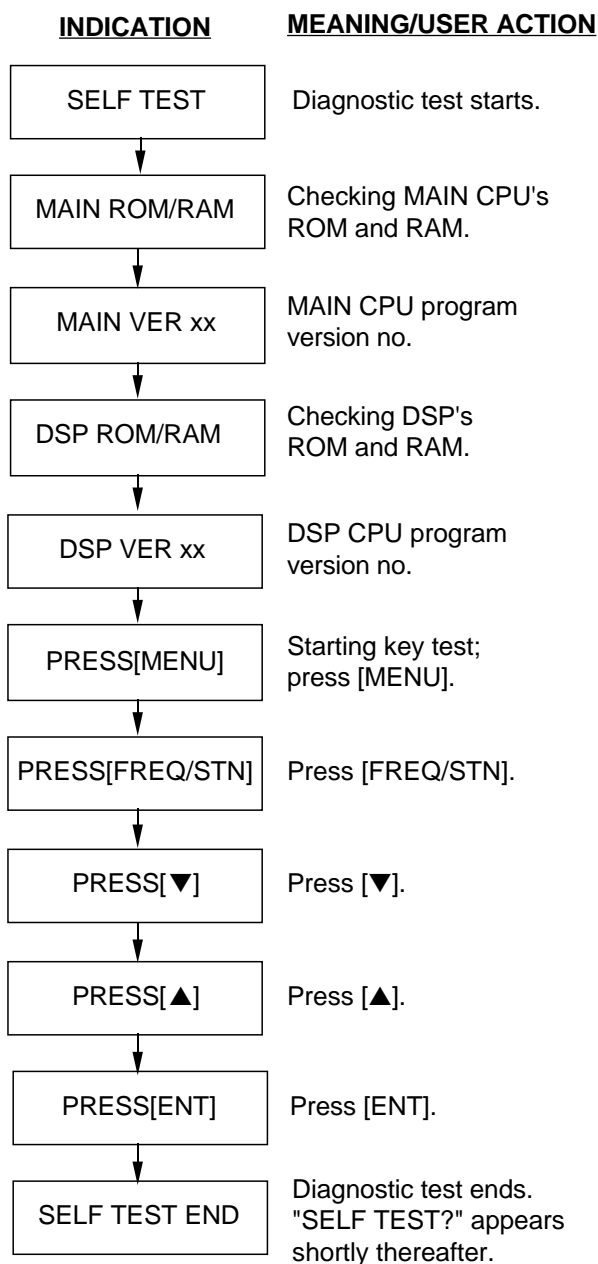 INDICATION MEANING/USER ACTION
SELF TEST Diagnostic test starts.
MAIN ROM/RAM Checking MAIN CPU's
ROM and RAM.
MAIN VER xx MAIN CPU program
version no.
DSP ROM/RAM Checking DSP's
ROM and RAM.
DSP VER xx DSP CPU program
version no.
PRESS[MENU] Starting key test;
press [MENU].
PRESS[FREQ/STN] Press [FREQ/STN].
PRESS[▼] Press [▼].
PRESS[▲] Press [▲].
PRESS[ENT] Press [ENT].
SELF TEST END Diagnostic test ends.
"SELF TEST?" appears
shortly thereafter.